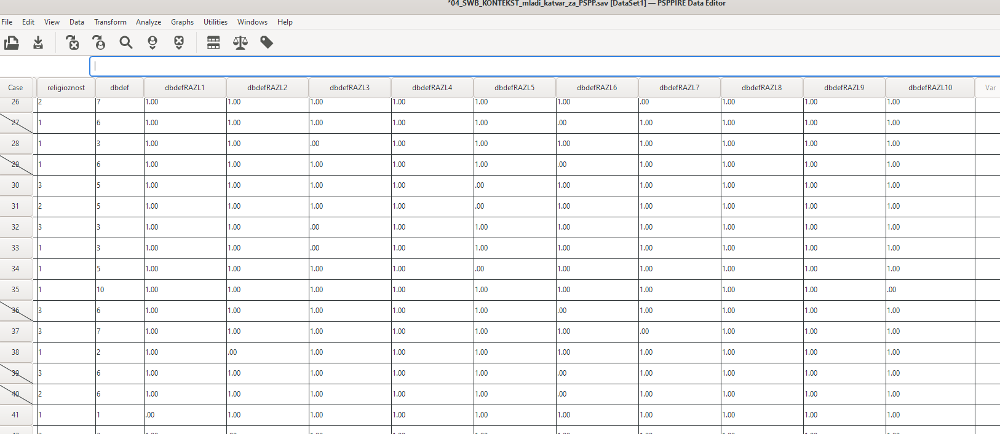 *04_SWB_KONTEKST_mladi_katvar_za_PSPP.sav [DataSet1] — PSPPIRE Data Editor
File Edit View Data Transform Analyze Graphs Utilities Windows Help
Case religioznost dbdef dbdefRAZL1 dbdefRAZL2 dbdefRAZL3 dbdefRAZL4 dbdefRAZL5 dbdefRAZL6 dbdefRAZL7 dbdefRAZL8 dbdefRAZL9 dbdefRAZL10 Var
26 2 7 1.00 1.00 1.00 1.00 1.00 1.00 .00 1.00 1.00 1.00
27 1 6 1.00 1.00 1.00 1.00 1.00 .00 1.00 1.00 1.00 1.00
28 1 3 1.00 1.00 .00 1.00 1.00 1.00 1.00 1.00 1.00 1.00
29 1 6 1.00 1.00 1.00 1.00 1.00 .00 1.00 1.00 1.00 1.00
30 3 5 1.00 1.00 1.00 1.00 .00 1.00 1.00 1.00 1.00 1.00
31 2 5 1.00 1.00 1.00 1.00 .00 1.00 1.00 1.00 1.00 1.00
32 3 3 1.00 1.00 .00 1.00 1.00 1.00 1.00 1.00 1.00 1.00
33 1 3 1.00 1.00 .00 1.00 1.00 1.00 1.00 1.00 1.00 1.00
34 1 5 1.00 1.00 1.00 1.00 .00 1.00 1.00 1.00 1.00 1.00
35 1 10 1.00 1.00 1.00 1.00 1.00 1.00 1.00 1.00 1.00 .00
36 3 6 1.00 1.00 1.00 1.00 1.00 .00 1.00 1.00 1.00 1.00
37 3 7 1.00 1.00 1.00 1.00 1.00 1.00 .00 1.00 1.00 1.00
38 1 2 1.00 .00 1.00 1.00 1.00 1.00 1.00 1.00 1.00 1.00
39 3 6 1.00 1.00 1.00 1.00 1.00 .00 1.00 1.00 1.00 1.00
40 2 6 1.00 1.00 1.00 1.00 1.00 .00 1.00 1.00 1.00 1.00
41 1 1 .00 1.00 1.00 1.00 1.00 1.00 1.00 1.00 1.00 1.00